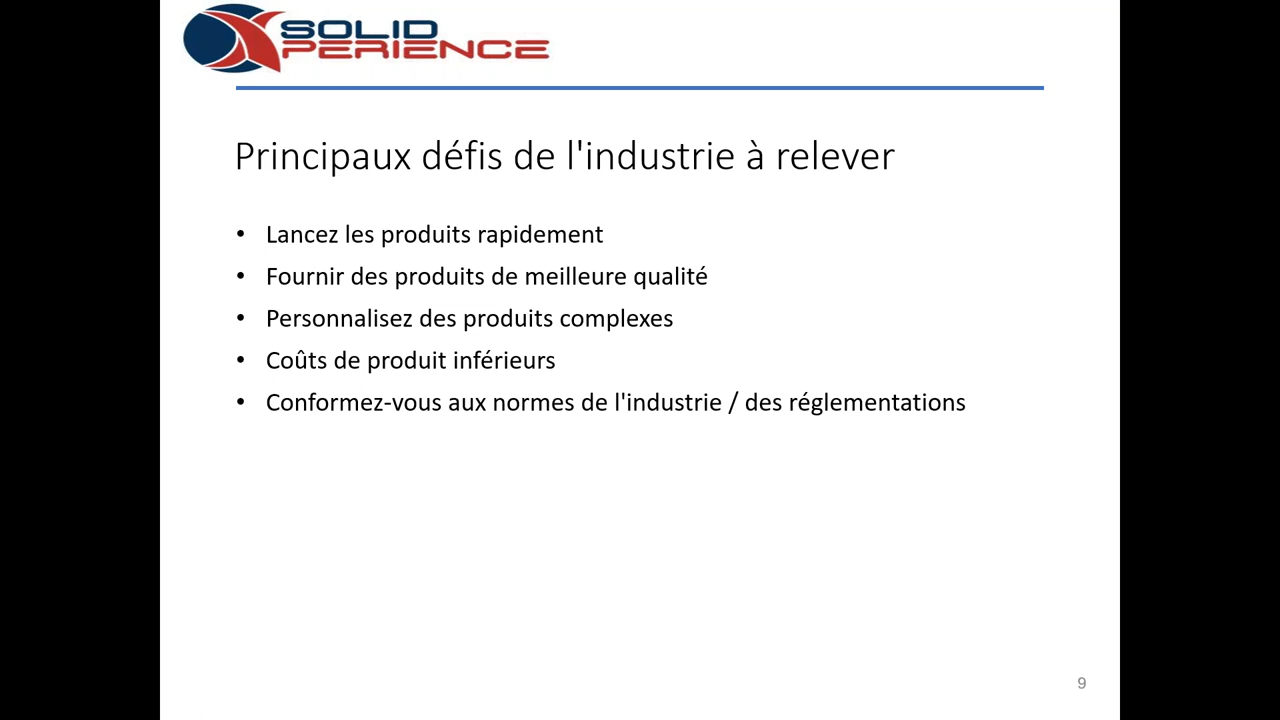 SOLID
XPERIENCE
Principaux défis de l'industrie à relever
• Lancez les produits rapidement
• Fournir des produits de meilleure qualité
• Personnalisez des produits complexes
• Coûts de produit inférieurs
• Conformez-vous aux normes de l'industrie / des réglementations
9